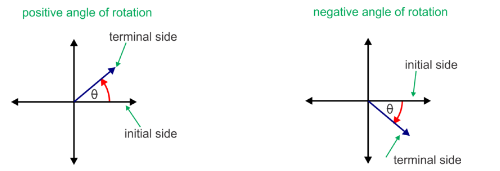 positive angle of rotation
terminal side
θ
initial side
negative angle of rotation
initial side
θ
terminal side